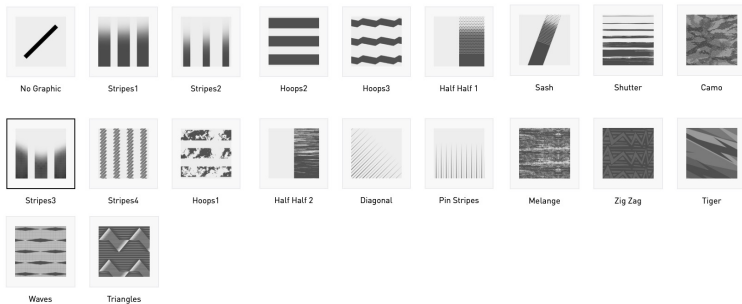 No Graphic
Stripes1
Stripes2
Hoops2
Hoops3
Half Half 1
Sash
Shutter
Camo
Stripes3
Stripes4
Hoops1
Half Half 2
Diagonal
Pin Stripes
Melange
Zig Zag
Tiger
Waves
Triangles